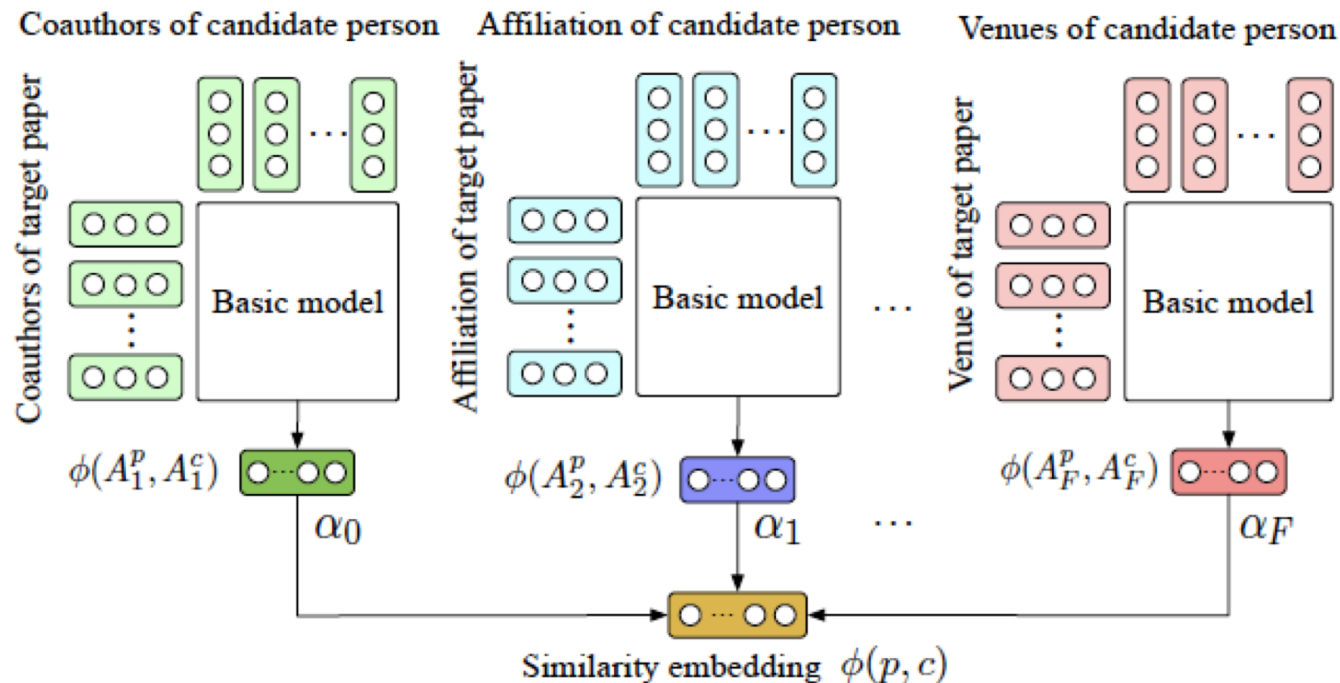 Coauthors of candidate person
Affiliation of candidate person
Venues of candidate person
Coauthors of target paper
Affiliation of target paper
Venue of target paper
...
...
...
Basic model
Basic model
...
Basic model
...
...
...
ϕ(A₁ᵖ, A₁ᶜ)
ϕ(A₂ᵖ, A₂ᶜ)
ϕ(A_Fᵖ, A_Fᶜ)
...
...
...
α₀
α₁
...
α_F
...
Similarity embedding ϕ(p, c)